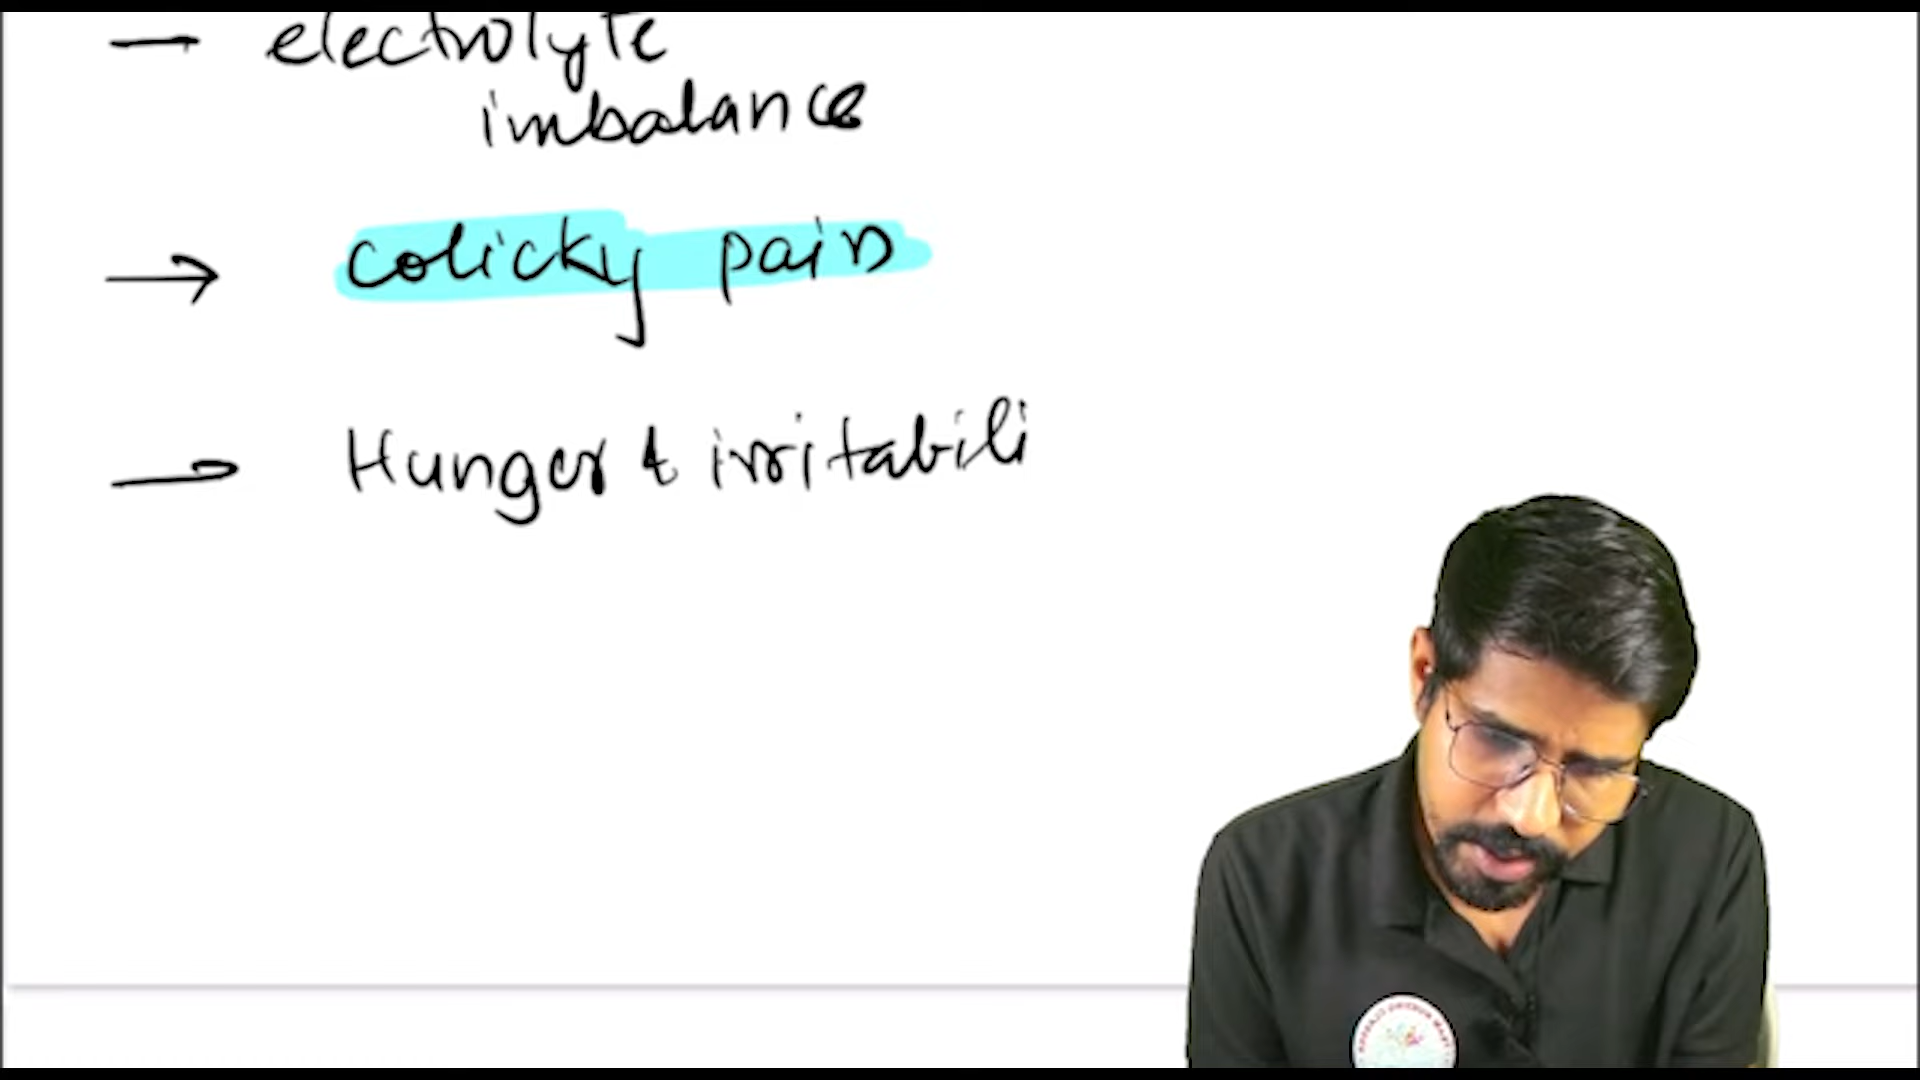 — electrolyte
imbalance
→ colicky pain
→ Hunger & irritabili